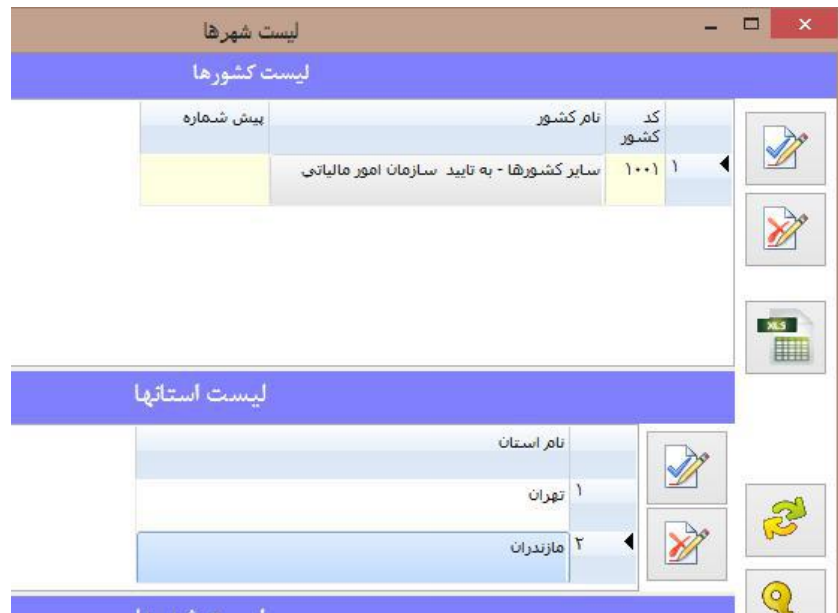 لیست شهرها
لیست کشورها
کد کشور نام کشور پیش شماره
۱ ۱۰۰۱ سایر کشورها - به تایید سازمان امور مالیاتی
XLS
لیست استانها
نام استان
۱ تهران
۲ مازندران